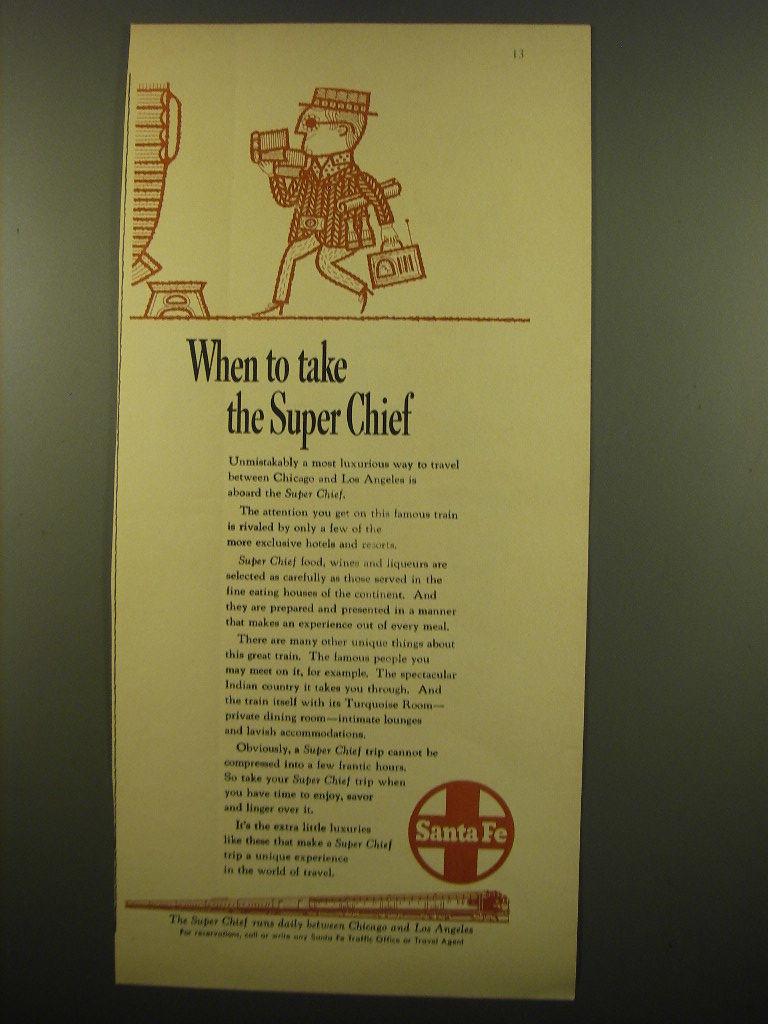 13
When to take
the Super Chief
Unmistakably a most luxurious way to travel
between Chicago and Los Angeles is
aboard the Super Chief.
The attention you get on this famous train
is rivaled by only a few of the
more exclusive hotels and resorts.
Super Chief food, wines and liqueurs are
selected as carefully as those served in the
fine eating houses of the continent. And
they are prepared and presented in a manner
that makes an experience out of every meal.
There are many other unique things about
this great train. The famous people you
may meet on it, for example. The spectacular
Indian country it takes you through. And
the train itself with its Turquoise Room—
private dining room—intimate lounges
and lavish accommodations.
Obviously, a Super Chief trip cannot be
compressed into a few frantic hours.
So take your Super Chief trip when
you have time to enjoy, savor
and linger over it.
It's the extra little luxuries
like these that make a Super Chief
trip a unique experience
in the world of travel.
Santa Fe
The Super Chief runs daily between Chicago and Los Angeles
For reservations, call or write any Santa Fe Traffic Office or Travel Agent